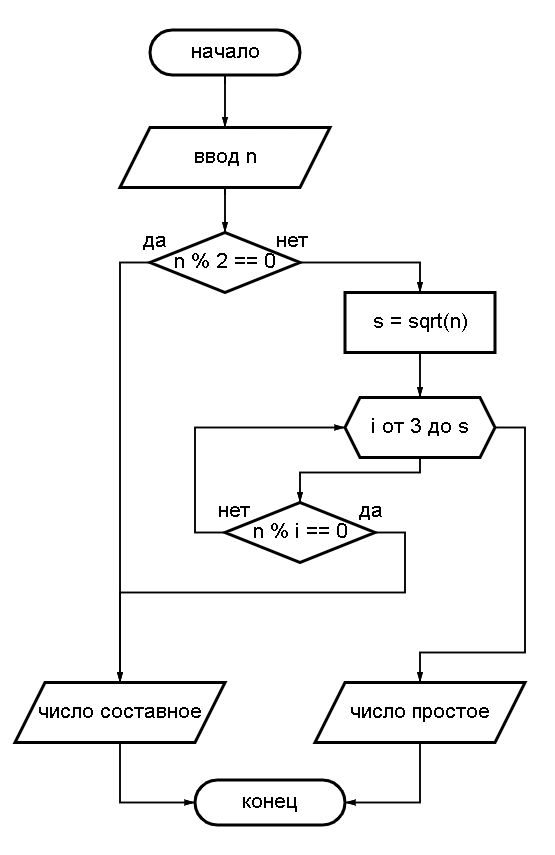 начало
ввод n
да
нет
n % 2 == 0
s = sqrt(n)
i от 3 до s
нет
да
n % i == 0
число составное
число простое
конец